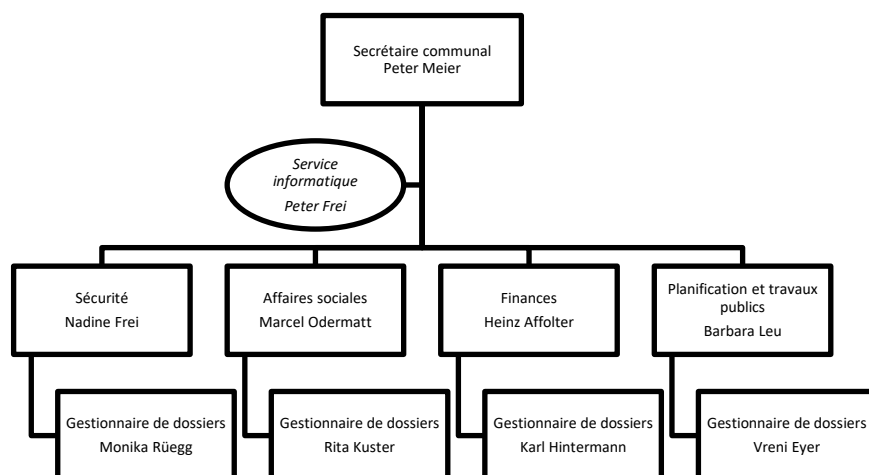 Secrétaire communal
Peter Meier
Service
informatique
Peter Frei
Sécurité
Nadine Frei
Affaires sociales
Marcel Odermatt
Finances
Heinz Affolter
Planification et travaux
publics
Barbara Leu
Gestionnaire de dossiers
Monika Rüegg
Gestionnaire de dossiers
Rita Kuster
Gestionnaire de dossiers
Karl Hintermann
Gestionnaire de dossiers
Vreni Eyer